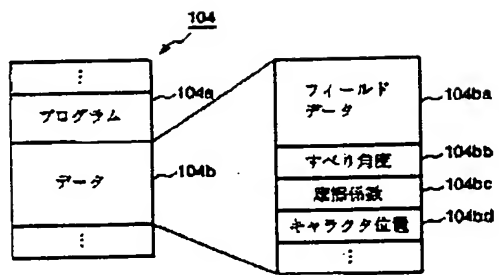 104
⋮
プログラム
104a
データ
104b
⋮
フィールド
データ
104ba
すべり角度
104bb
摩擦係数
104bc
キャラクタ位置
104bd
⋮